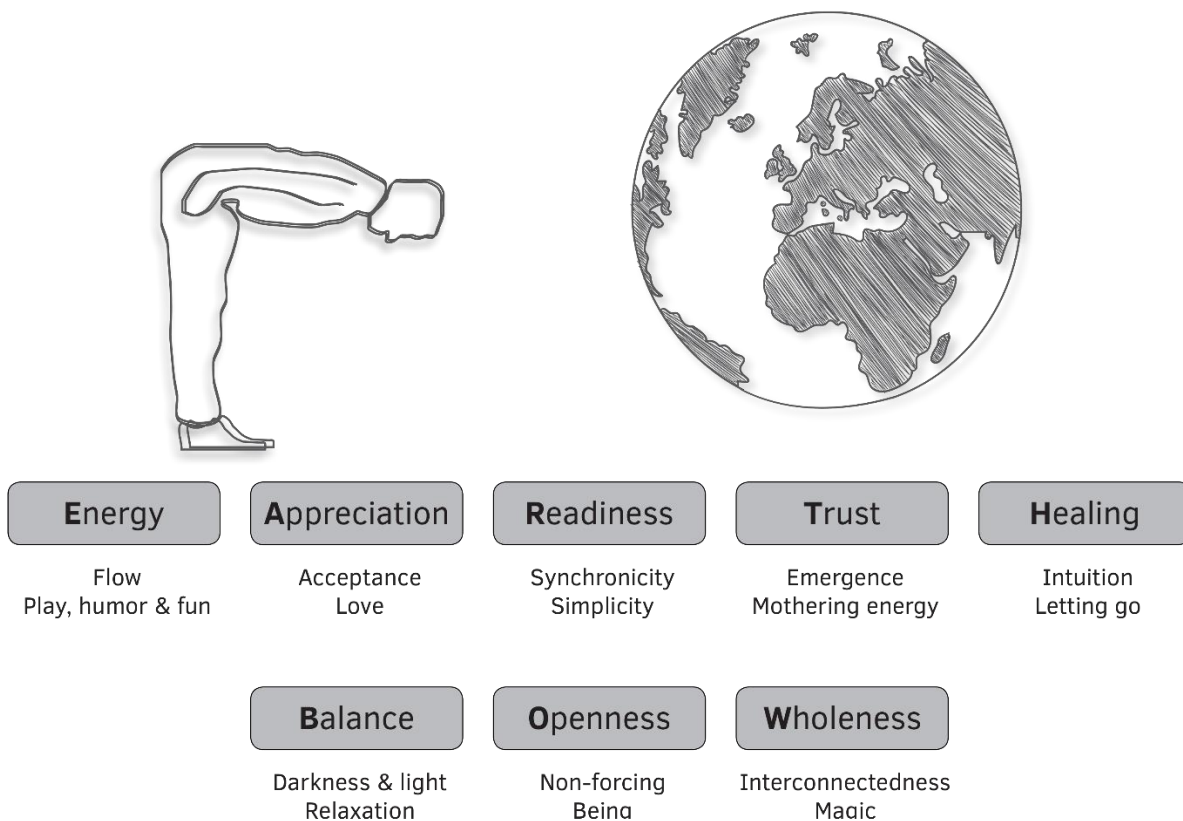 Energy
Appreciation
Readiness
Trust
Healing
Flow
Play, humor & fun
Acceptance
Love
Synchronicity
Simplicity
Emergence
Mothering energy
Intuition
Letting go
Balance
Openness
Wholeness
Darkness & light
Relaxation
Non-forcing
Being
Interconnectedness
Magic